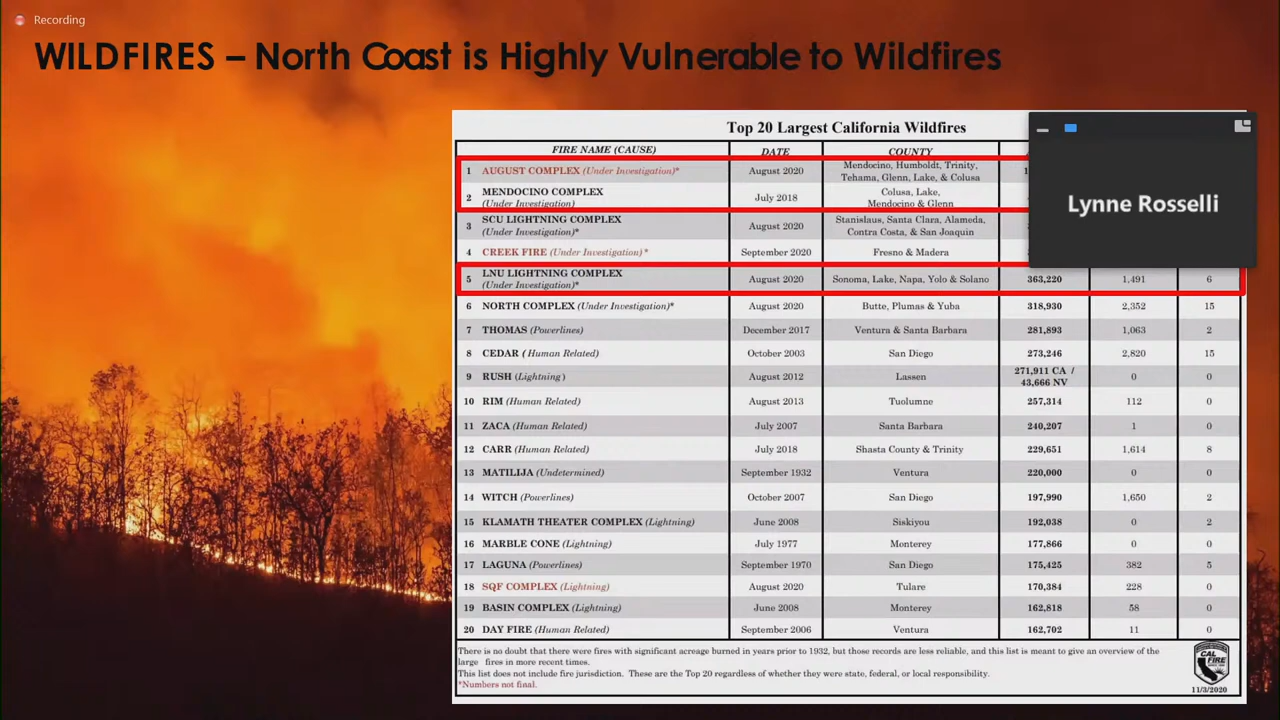 Recording
WILDFIRES – North Coast is Highly Vulnerable to Wildfires
Top 20 Largest California Wildfires
FIRE NAME (CAUSE) DATE COUNTY
1 AUGUST COMPLEX (Under Investigation)* August 2020 Mendocino, Humboldt, Trinity,
Tehama, Glenn, Lake, & Colusa
2 MENDOCINO COMPLEX
(Under Investigation) July 2018 Colusa, Lake,
Mendocino & Glenn
3 SCU LIGHTNING COMPLEX
(Under Investigation)* August 2020 Stanislaus, Santa Clara, Alameda,
Contra Costa, & San Joaquin
4 CREEK FIRE (Under Investigation)* September 2020 Fresno & Madera
Lynne Rosselli
5 LNU LIGHTNING COMPLEX
(Under Investigation)* August 2020 Sonoma, Lake, Napa, Yolo & Solano 363,220 1,491 6
6 NORTH COMPLEX (Under Investigation)* August 2020 Butte, Plumas & Yuba 318,930 2,352 15
7 THOMAS (Powerlines) December 2017 Ventura & Santa Barbara 281,893 1,063 2
8 CEDAR ( Human Related) October 2003 San Diego 273,246 2,820 15
9 RUSH (Lightning ) August 2012 Lassen 271,911 CA /
43,666 NV 0 0
10 RIM (Human Related) August 2013 Tuolumne 257,314 112 0
11 ZACA (Human Related) July 2007 Santa Barbara 240,207 1 0
12 CARR (Human Related) July 2018 Shasta County & Trinity 229,651 1,614 8
13 MATILIJA (Undetermined) September 1932 Ventura 220,000 0 0
14 WITCH (Powerlines) October 2007 San Diego 197,990 1,650 2
15 KLAMATH THEATER COMPLEX (Lightning) June 2008 Siskiyou 192,038 0 2
16 MARBLE CONE (Lightning) July 1977 Monterey 177,866 0 0
17 LAGUNA (Powerlines) September 1970 San Diego 175,425 382 5
18 SQF COMPLEX (Lightning) August 2020 Tulare 170,384 228 0
19 BASIN COMPLEX (Lightning) June 2008 Monterey 162,818 58 0
20 DAY FIRE (Human Related) September 2006 Ventura 162,702 11 0
There is no doubt that there were fires with significant acreage burned in years prior to 1932, but those records are less reliable, and this list is meant to give an overview of the
large fires in more recent times.
This list does not include fire jurisdiction. These are the Top 20 regardless of whether they were state, federal, or local responsibility.
*Numbers not final.
CAL
FIRE
11/3/2020